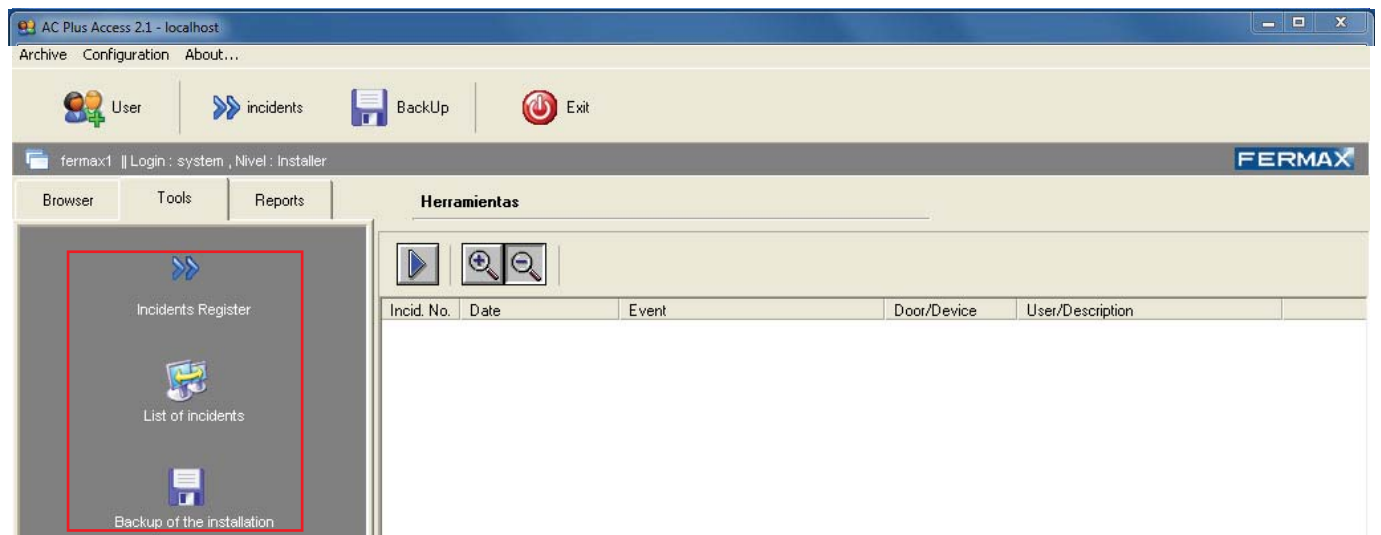 AC Plus Access 2.1 - localhost
Archive Configuration About...
User incidents BackUp Exit
fermax1 || Login : system , Nivel : Installer FERMAX
Browser Tools Reports Herramientas
Incidents Register
Incid. No. Date Event Door/Device User/Description
List of incidents
Backup of the installation